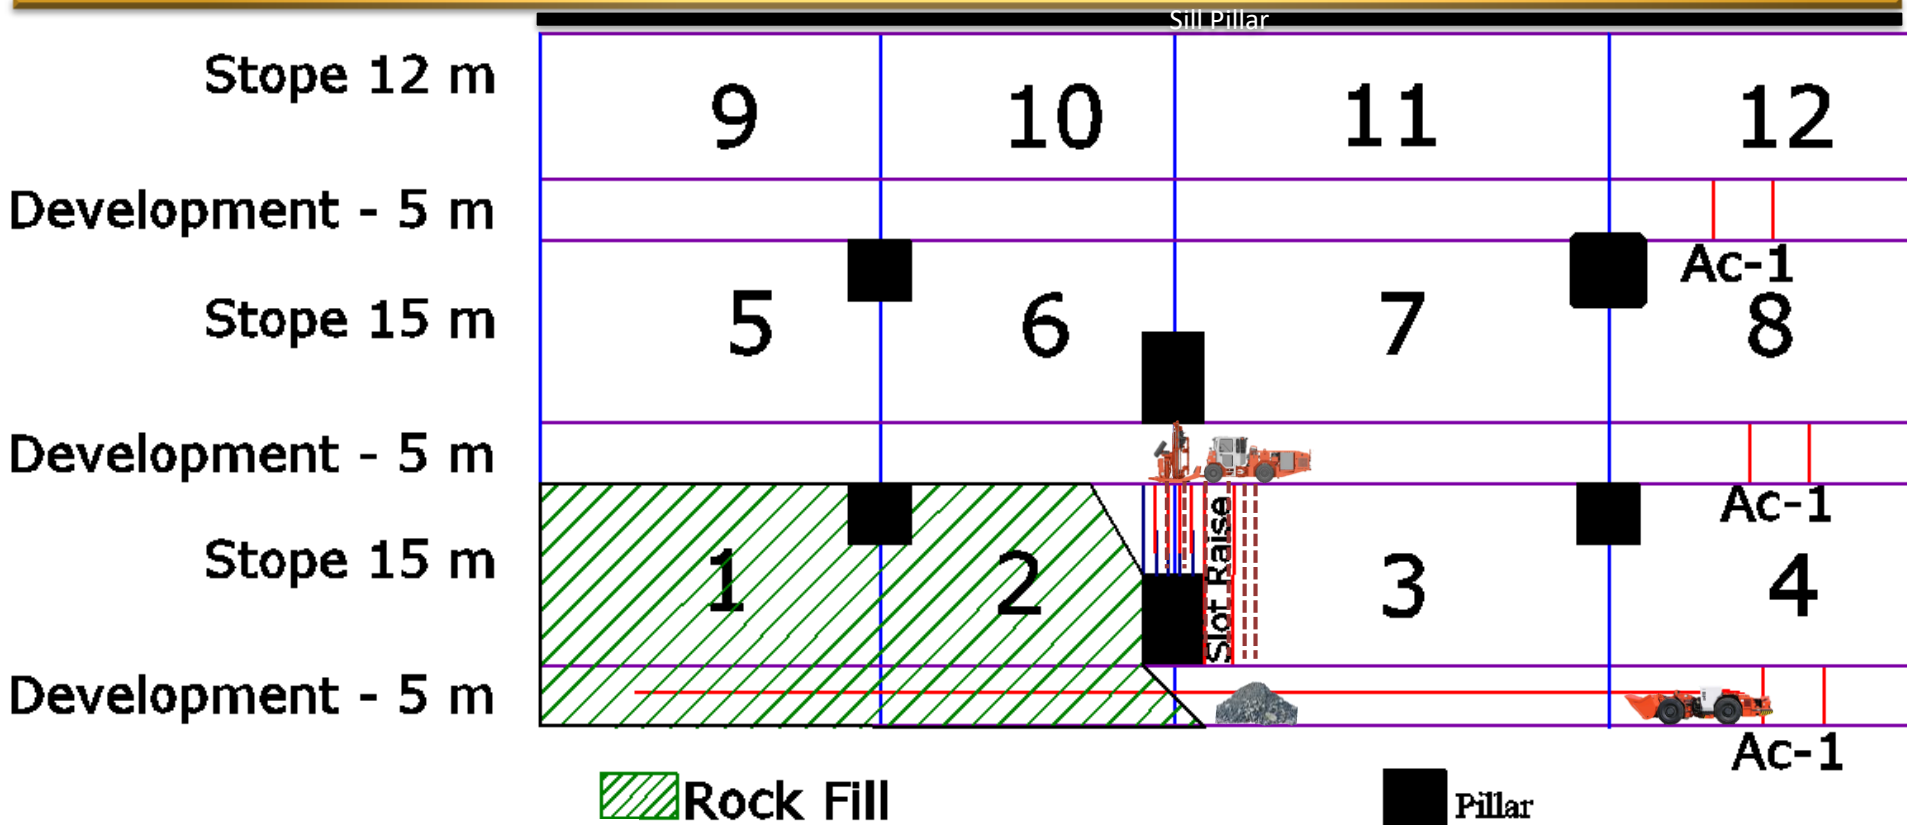 Sill Pillar
Stope 12 m
9 10 11 12
Development - 5 m
Ac-1
Stope 15 m
5 6 7 8
Development - 5 m
Ac-1
Stope 15 m
1 2 Slot Raise 3 4
Development - 5 m
Ac-1
Rock Fill
Pillar